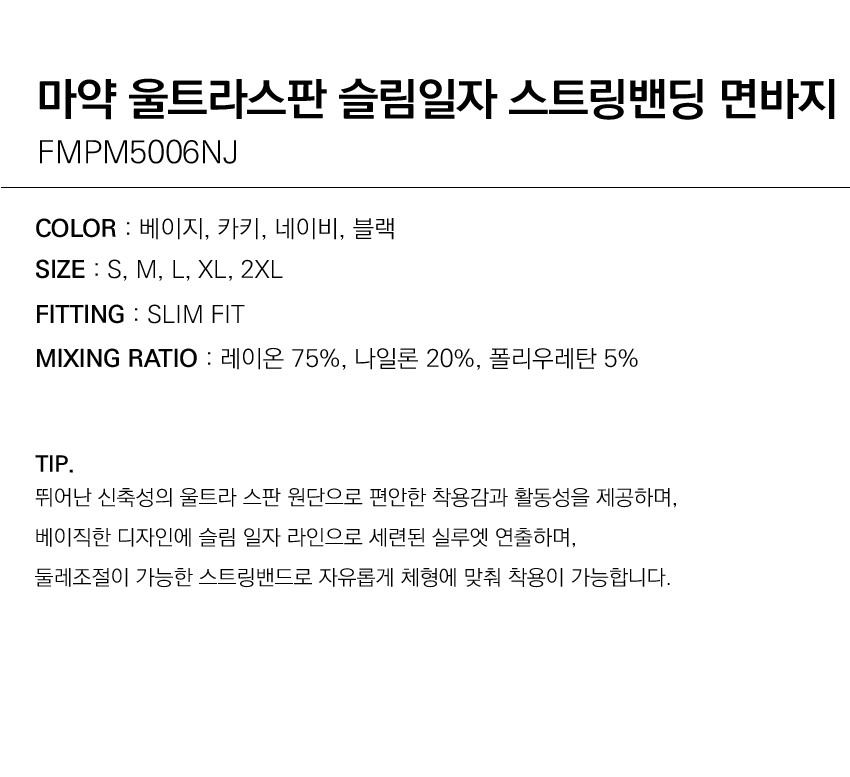 마약 울트라스판 슬림일자 스트링밴딩 면바지
FMPM5006NJ
COLOR : 베이지, 카키, 네이비, 블랙
SIZE : S, M, L, XL, 2XL
FITTING : SLIM FIT
MIXING RATIO : 레이온 75%, 나일론 20%, 폴리우레탄 5%
TIP.
뛰어난 신축성의 울트라 스판 원단으로 편안한 착용감과 활동성을 제공하며,
베이직한 디자인에 슬림 일자 라인으로 세련된 실루엣 연출하며,
둘레조절이 가능한 스트링밴드로 자유롭게 체형에 맞춰 착용이 가능합니다.